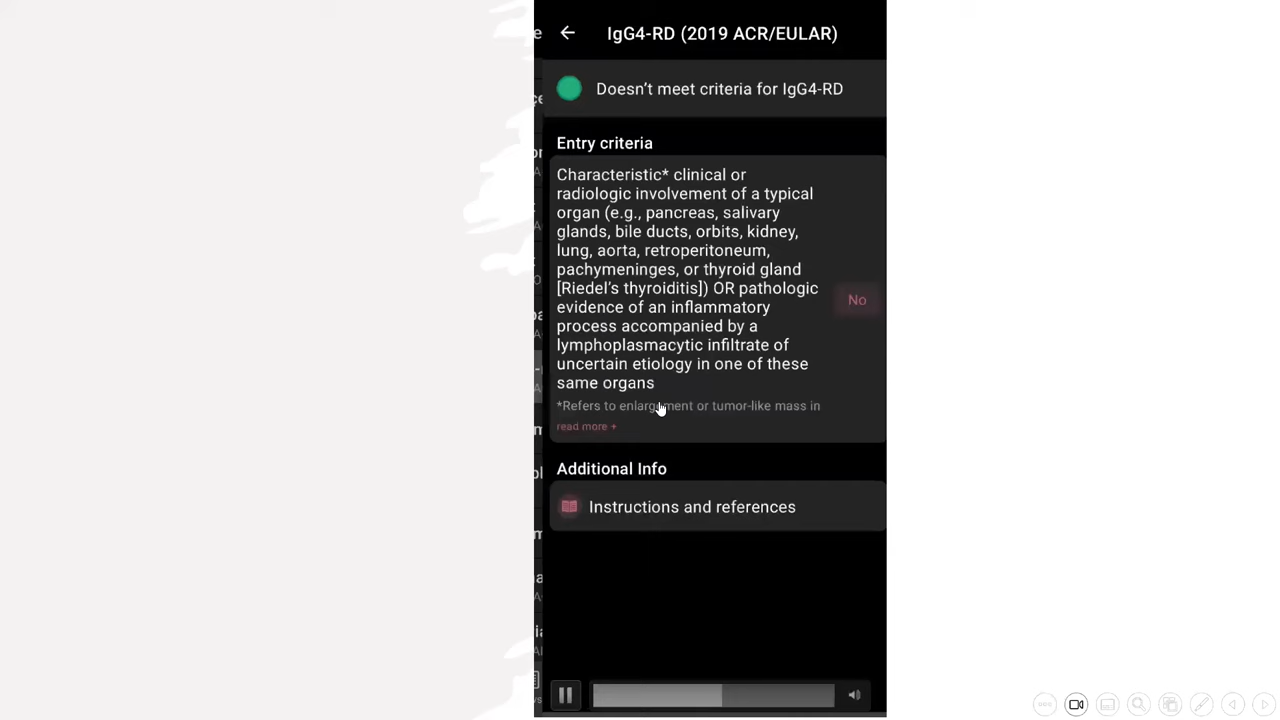 IgG4-RD (2019 ACR/EULAR)
Doesn't meet criteria for IgG4-RD
Entry criteria
Characteristic* clinical or
radiologic involvement of a typical
organ (e.g., pancreas, salivary
glands, bile ducts, orbits, kidney,
lung, aorta, retroperitoneum,
pachymeninges, or thyroid gland
[Riedel's thyroiditis]) OR pathologic
evidence of an inflammatory
process accompanied by a
lymphoplasmacytic infiltrate of
uncertain etiology in one of these
same organs
No
*Refers to enlargement or tumor-like mass in
read more +
Additional Info
Instructions and references